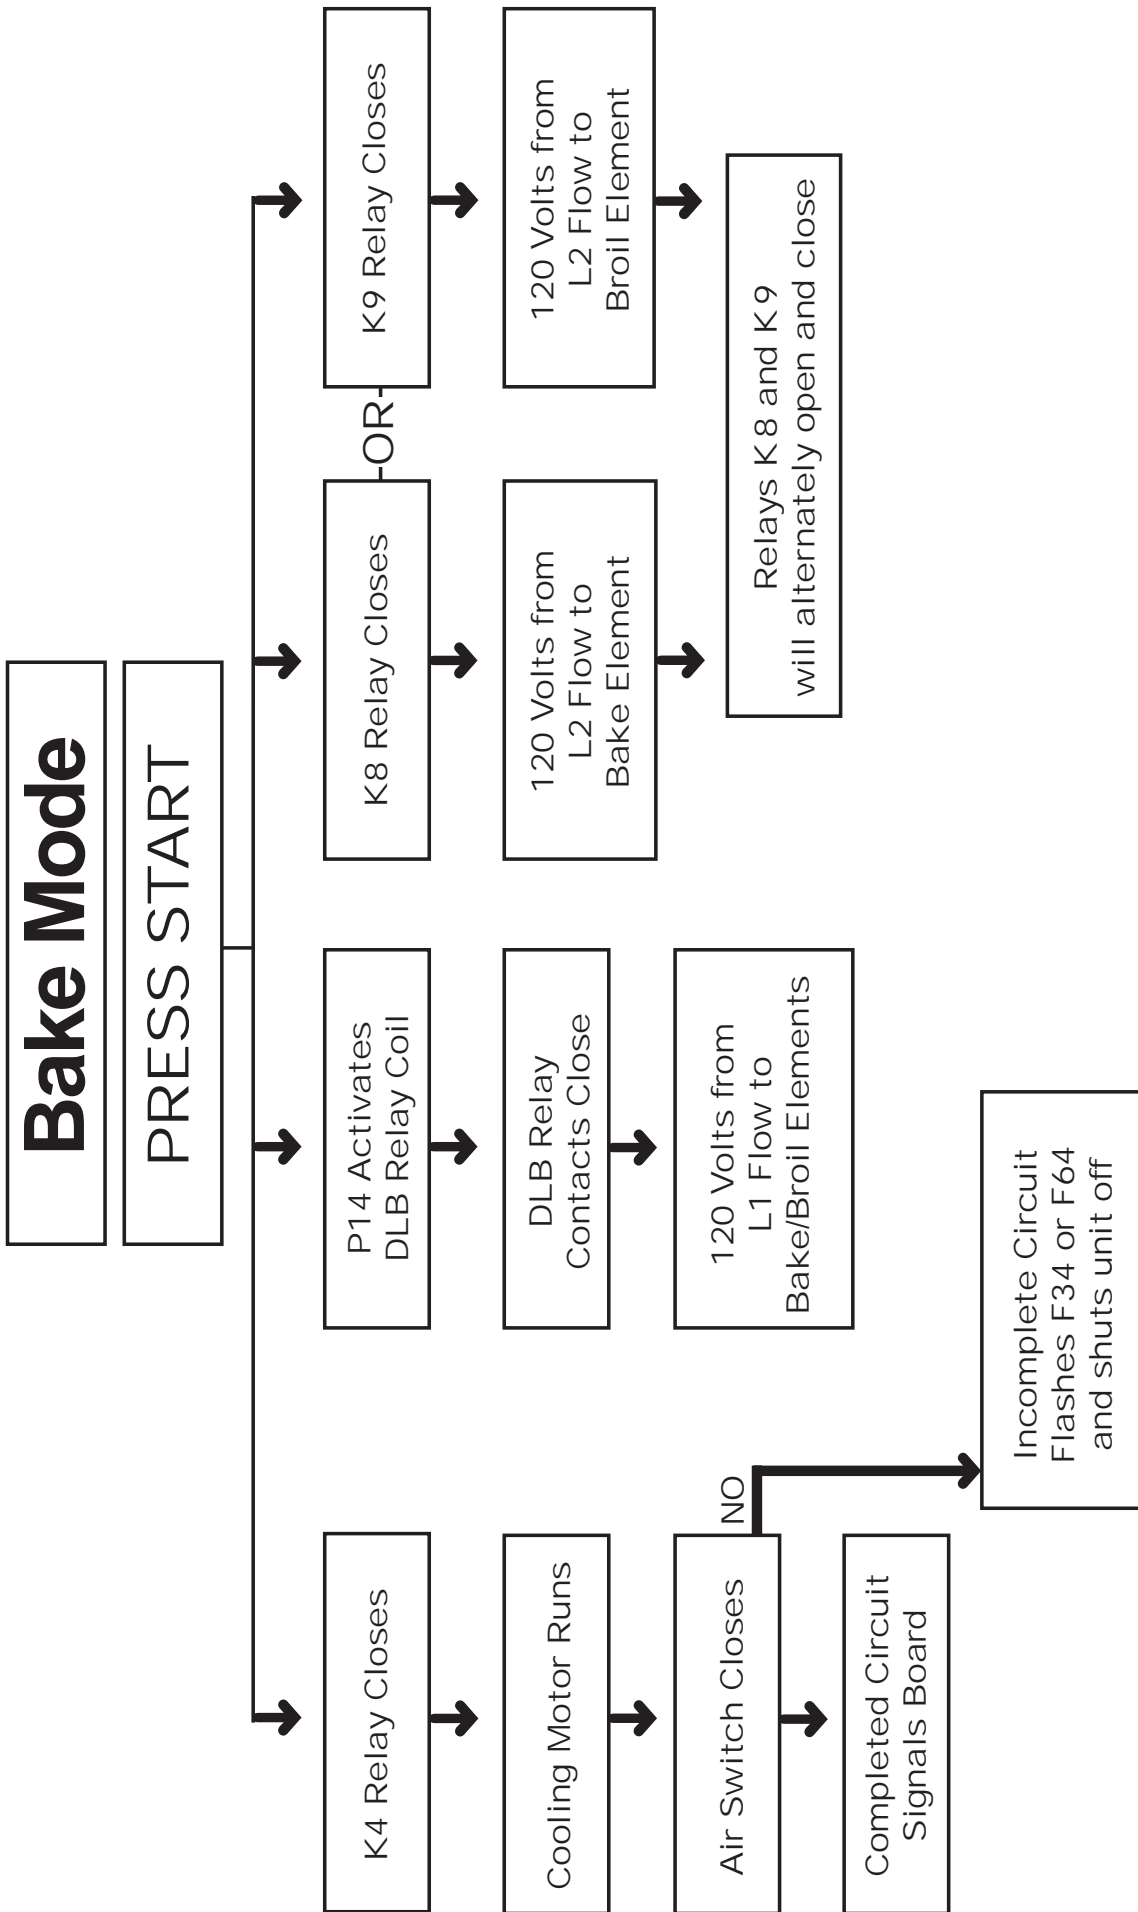 Bake Mode
PRESS START
K4 Relay Closes
Cooling Motor Runs
Air Switch Closes
NO
Completed Circuit
Signals Board
Incomplete Circuit
Flashes F34 or F64
and shuts unit off
P14 Activates
DLB Relay Coil
DLB Relay
Contacts Close
120 Volts from
L1 Flow to
Bake/Broil Elements
K8 Relay Closes
OR
K9 Relay Closes
120 Volts from
L2 Flow to
Bake Element
120 Volts from
L2 Flow to
Broil Element
Relays K8 and K9
will alternately open and close